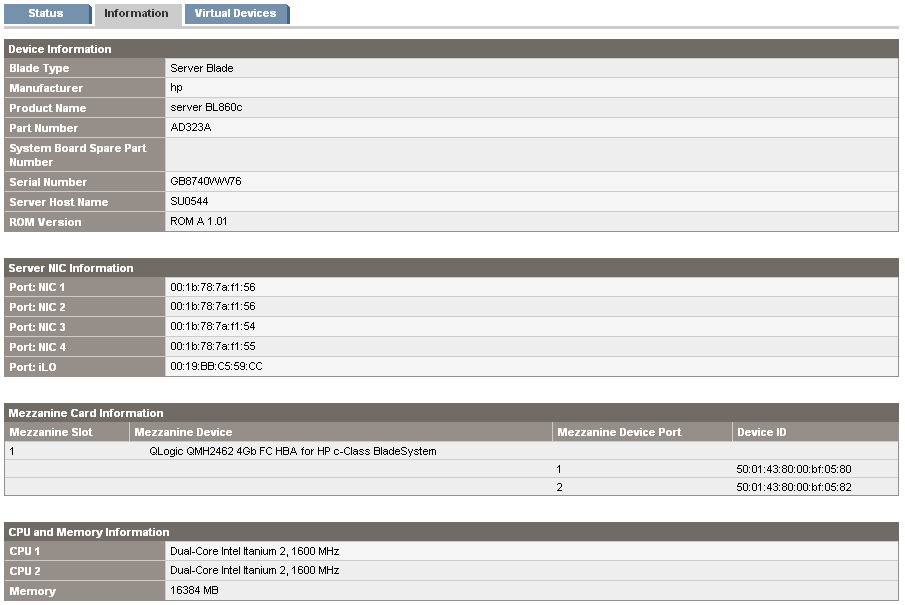 Status Information Virtual Devices
Device Information
Blade Type Server Blade
Manufacturer hp
Product Name server BL860c
Part Number AD323A
System Board Spare Part
Number
Serial Number GB8740WW76
Server Host Name SU0544
ROM Version ROM A 1.01
Server NIC Information
Port: NIC 1 00:1b:78:7a:f1:56
Port: NIC 2 00:1b:78:7a:f1:56
Port: NIC 3 00:1b:78:7a:f1:54
Port: NIC 4 00:1b:78:7a:f1:55
Port: iLO 00:19:BB:C5:59:CC
Mezzanine Card Information
Mezzanine Slot Mezzanine Device Mezzanine Device Port Device ID
1 QLogic QMH2462 4Gb FC HBA for HP c-Class BladeSystem
1 50:01:43:80:00:bf:05:80
2 50:01:43:80:00:bf:05:82
CPU and Memory Information
CPU 1 Dual-Core Intel Itanium 2, 1600 MHz
CPU 2 Dual-Core Intel Itanium 2, 1600 MHz
Memory 16384 MB